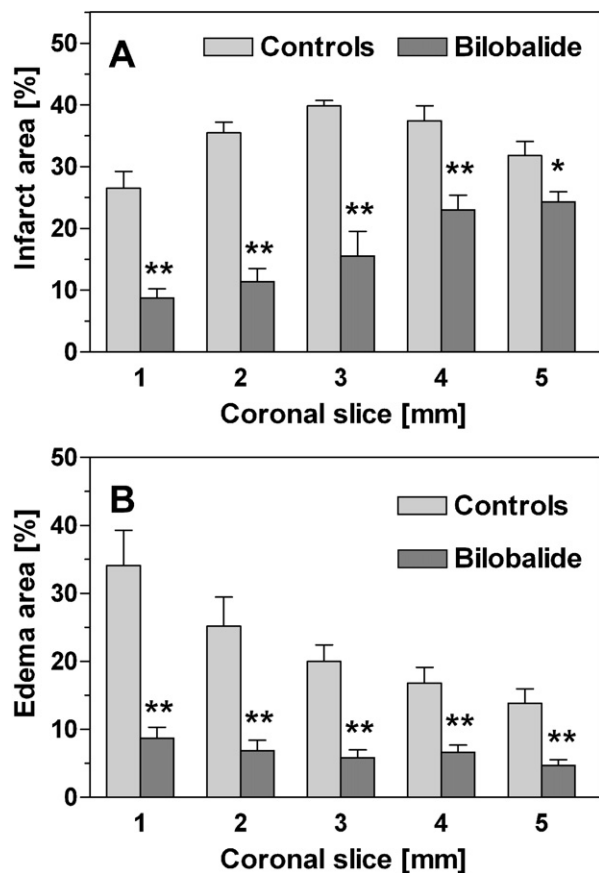 A
Controls
Bilobalide
Infarct area [%]
50
40
30
20
10
0
**
**
**
**
*
1 2 3 4 5
Coronal slice [mm]
B
Controls
Bilobalide
Edema area [%]
50
40
30
20
10
0
**
**
**
**
**
1 2 3 4 5
Coronal slice [mm]